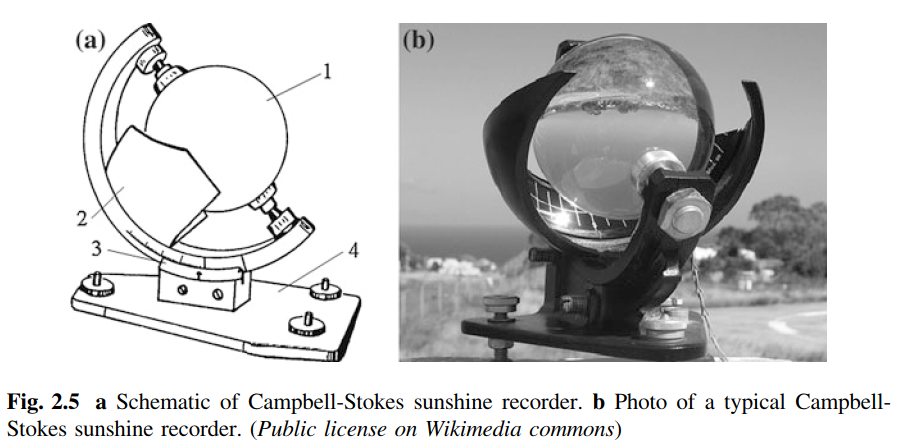 (a)
(b)
1
2
3
4
Fig. 2.5 a Schematic of Campbell-Stokes sunshine recorder. b Photo of a typical Campbell-
Stokes sunshine recorder. (Public license on Wikimedia commons)